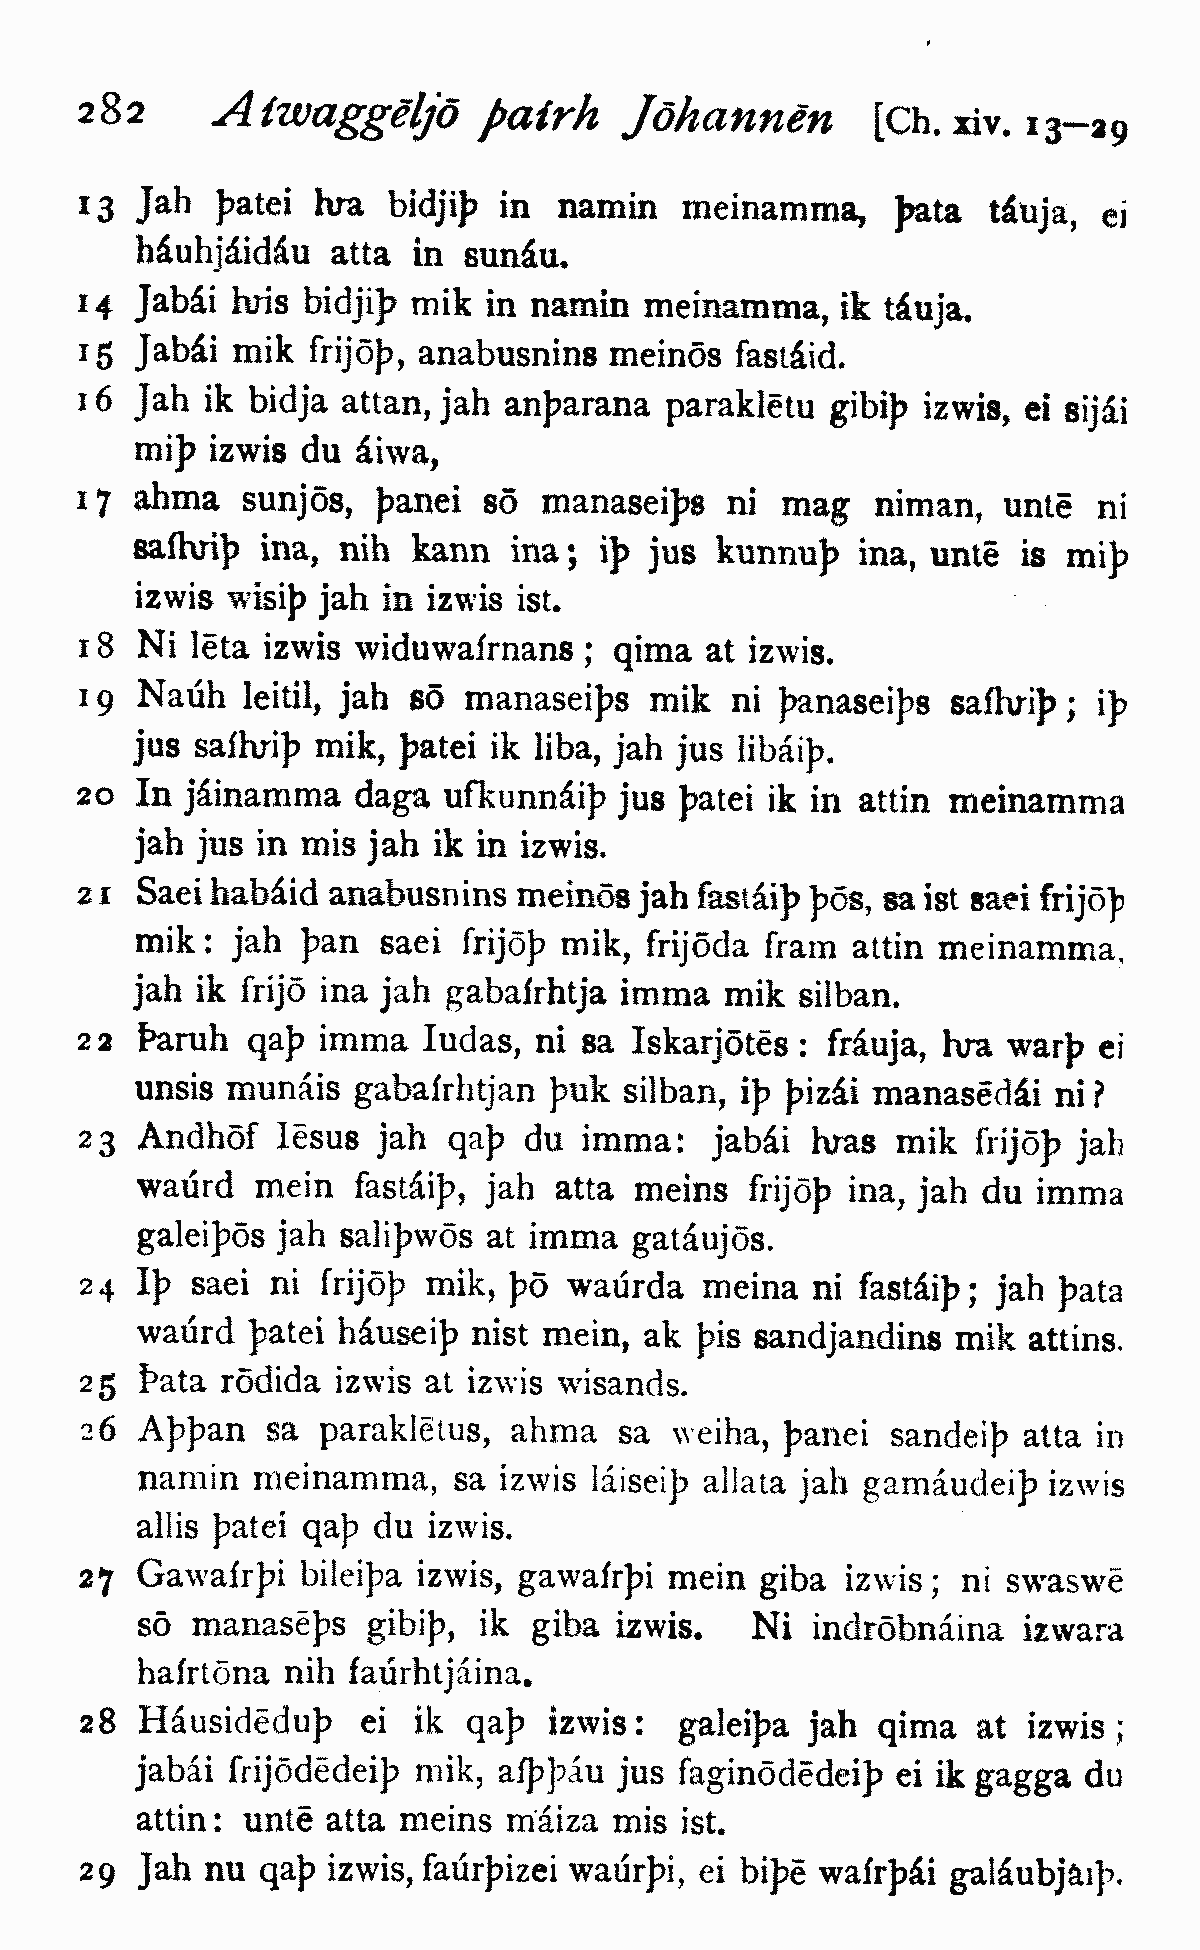 282 Aíwaggēljō þaírh Jōhannēn [Ch. xiv. 13—29
13 Jah þatei ƕa bidjiþ in namin meinamma, þata táuja, ei
háuhjáidáu atta in sunáu.
14 Jabái ƕis bidjiþ mik in namin meinamma, ik táuja.
15 Jabái mik frijōþ, anabusnins meinōs fastáid.
16 Jah ik bidja attan, jah anþarana paraklētu gibiþ izwis, ei sijái
miþ izwis du áiwa,
17 ahma sunjōs, þanei sō manaseiþs ni mag niman, untē ni
saíƕiþ ina, nih kann ina; iþ jus kunnuþ ina, untē is miþ
izwis wisiþ jah in izwis ist.
18 Ni lēta izwis widuwaírnans; qima at izwis.
19 Naúh leitil, jah sō manaseiþs mik ni þanaseiþs saíƕiþ; iþ
jus saíƕiþ mik, þatei ik liba, jah jus libáiþ.
20 In jáinamma daga ufkunnáiþ jus þatei ik in attin meinamma
jah jus in mis jah ik in izwis.
21 Saei habáid anabusnins meinōs jah fastáiþ þōs, sa ist saei frijōþ
mik: jah þan saei frijōþ mik, frijōda fram attin meinamma,
jah ik frijō ina jah gabaírhtja imma mik silban.
22 Þaruh qaþ imma Iudas, ni sa Iskarjōtēs: fráuja, ƕa warþ ei
unsis munáis gabaírhtjan þuk silban, iþ þizái manasēdái ni?
23 Andhōf Iēsus jah qaþ du imma: jabái ƕas mik frijōþ jah
waúrd mein fastáiþ, jah atta meins frijōþ ina, jah du imma
galeiþōs jah saliþwōs at imma gatáujōs.
24 Iþ saei ni frijōþ mik, þō waúrda meina ni fastáiþ; jah þata
waúrd þatei háuseiþ nist mein, ak þis sandjandins mik attins.
25 Þata rōdida izwis at izwis wisands.
26 Aþþan sa paraklētus, ahma sa weiha, þanei sandeiþ atta in
namin meinamma, sa izwis láiseiþ allata jah gamáudeiþ izwis
allis þatei qaþ du izwis.
27 Gawaírþi bileiþa izwis, gawaírþi mein giba izwis; ni swaswē
sō manasēþs gibiþ, ik giba izwis. Ni indrōbnáina izwara
haírtōna nih faúrhtjáina.
28 Háusidēduþ ei ik qaþ izwis: galeiþa jah qima at izwis;
jabái frijōdēdeiþ mik, aíþþáu jus faginōdēdeiþ ei ik gagga du
attin: untē atta meins máiza mis ist.
29 Jah nu qaþ izwis, faúrþizei waúrþi, ei biþē waírþái galáubjáiþ.